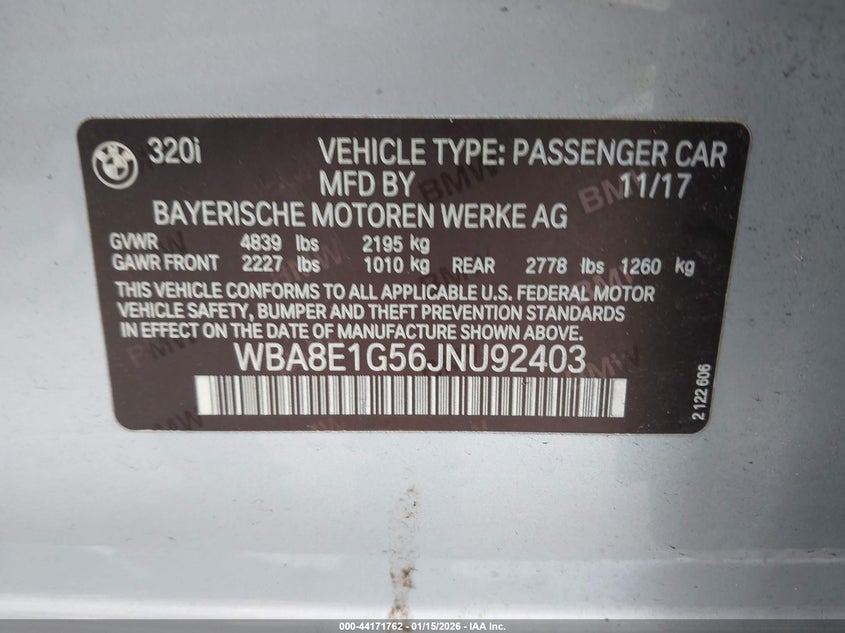 320i VEHICLE TYPE: PASSENGER CAR
MFD BY 11/17
BAYERISCHE MOTOREN WERKE AG
GVWR 4839 lbs 2195 kg
GAWR FRONT 2227 lbs 1010 kg REAR 2778 lbs 1260 kg
THIS VEHICLE CONFORMS TO ALL APPLICABLE U.S. FEDERAL MOTOR
VEHICLE SAFETY, BUMPER AND THEFT PREVENTION STANDARDS
IN EFFECT ON THE DATE OF MANUFACTURE SHOWN ABOVE.
WBA8E1G56JNU92403
2 122 606
000-44171762 - 01/15/2026 - IAA Inc.